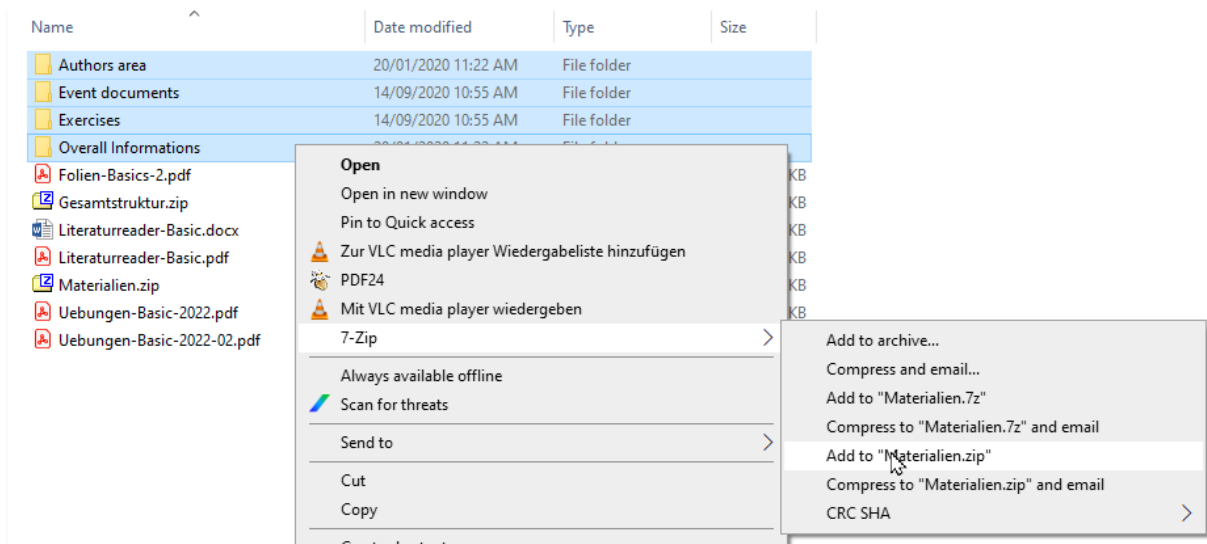 Name Date modified Type Size
Authors area 20/01/2020 11:22 AM File folder
Event documents 14/09/2020 10:55 AM File folder
Exercises 14/09/2020 10:55 AM File folder
Overall Informations
Folien-Basics-2.pdf KB
Gesamtstruktur.zip KB
Literaturreader-Basic.docx KB
Literaturreader-Basic.pdf KB
Materialien.zip KB
Uebungen-Basic-2022.pdf KB
Uebungen-Basic-2022-02.pdf
Open
Open in new window
Pin to Quick access
Zur VLC media player Wiedergabeliste hinzufügen
PDF24
Mit VLC media player wiedergeben
7-Zip
Always available offline
Scan for threats
Send to
Cut
Copy
Add to archive...
Compress and email...
Add to "Materialien.7z"
Compress to "Materialien.7z" and email
Add to "Materialien.zip"
Compress to "Materialien.zip" and email
CRC SHA